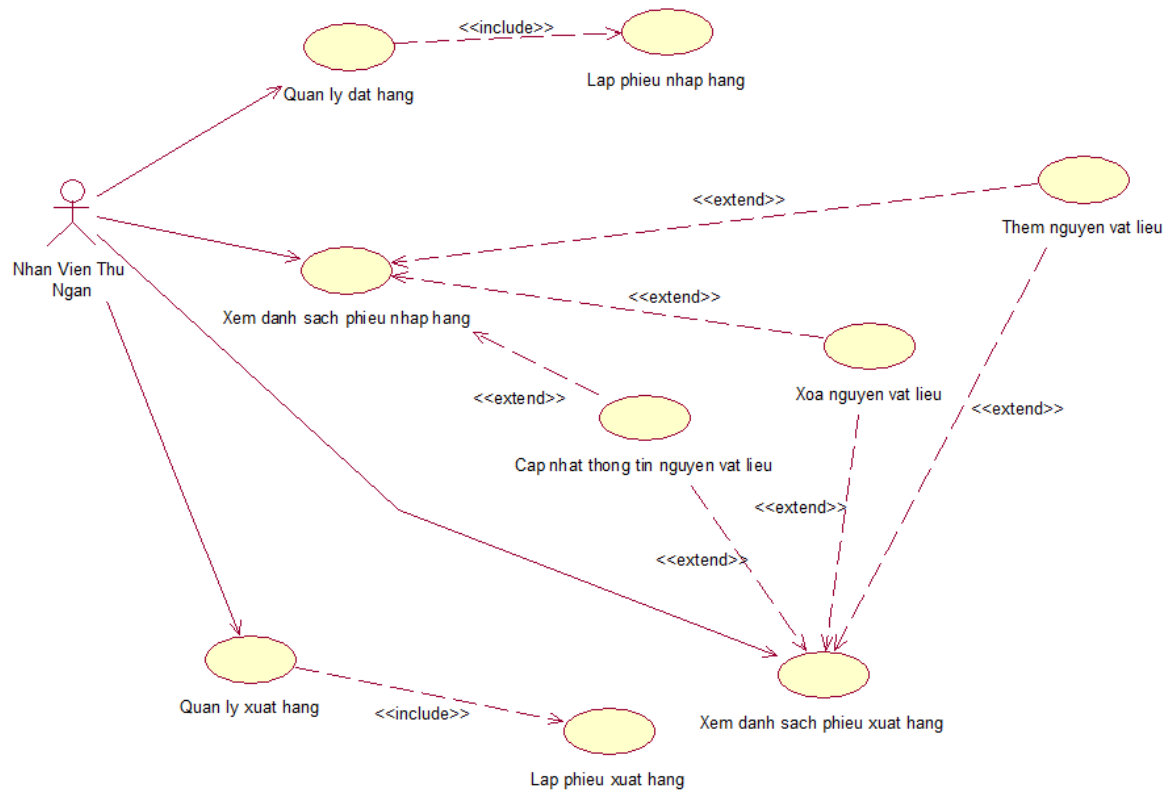 <<include>>
Lap phieu nhap hang
Quan ly dat hang
<<extend>>
Them nguyen vat lieu
Nhan Vien Thu
Ngan
<<extend>>
Xem danh sach phieu nhap hang
Xoa nguyen vat lieu
<<extend>>
<<extend>>
Cap nhat thong tin nguyen vat lieu
<<extend>>
<<extend>>
Quan ly xuat hang
<<include>>
Xem danh sach phieu xuat hang
Lap phieu xuat hang